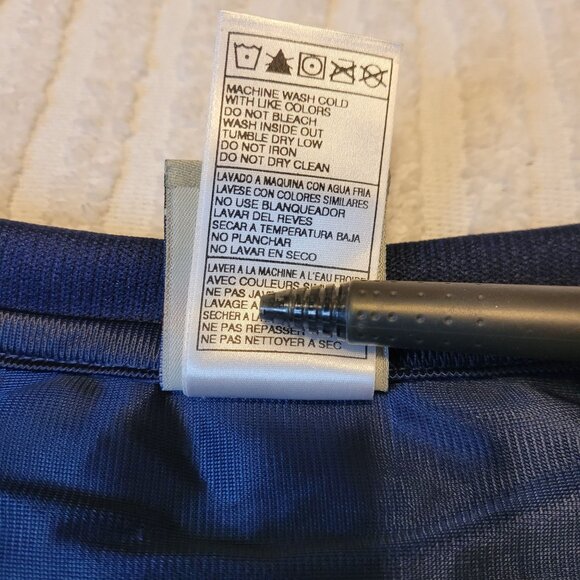 MACHINE WASH COLD
WITH LIKE COLORS
DO NOT BLEACH
WASH INSIDE OUT
TUMBLE DRY LOW
DO NOT IRON
DO NOT DRY CLEAN
LAVADO A MAQUINA CON AGUA FRIA
LAVESE CON COLORES SIMILARES
NO USE BLANQUEADOR
LAVAR DEL REVES
SECAR A TEMPERATURA BAJA
NO PLANCHAR
NO LAVAR EN SECO
LAVER A LA MACHINE A L'EAU FROIDE
AVEC COULEURS
NE PAS
LAVAGE A
SECHER A
NE PAS REPASSER
NE PAS NETTOYER A SEC